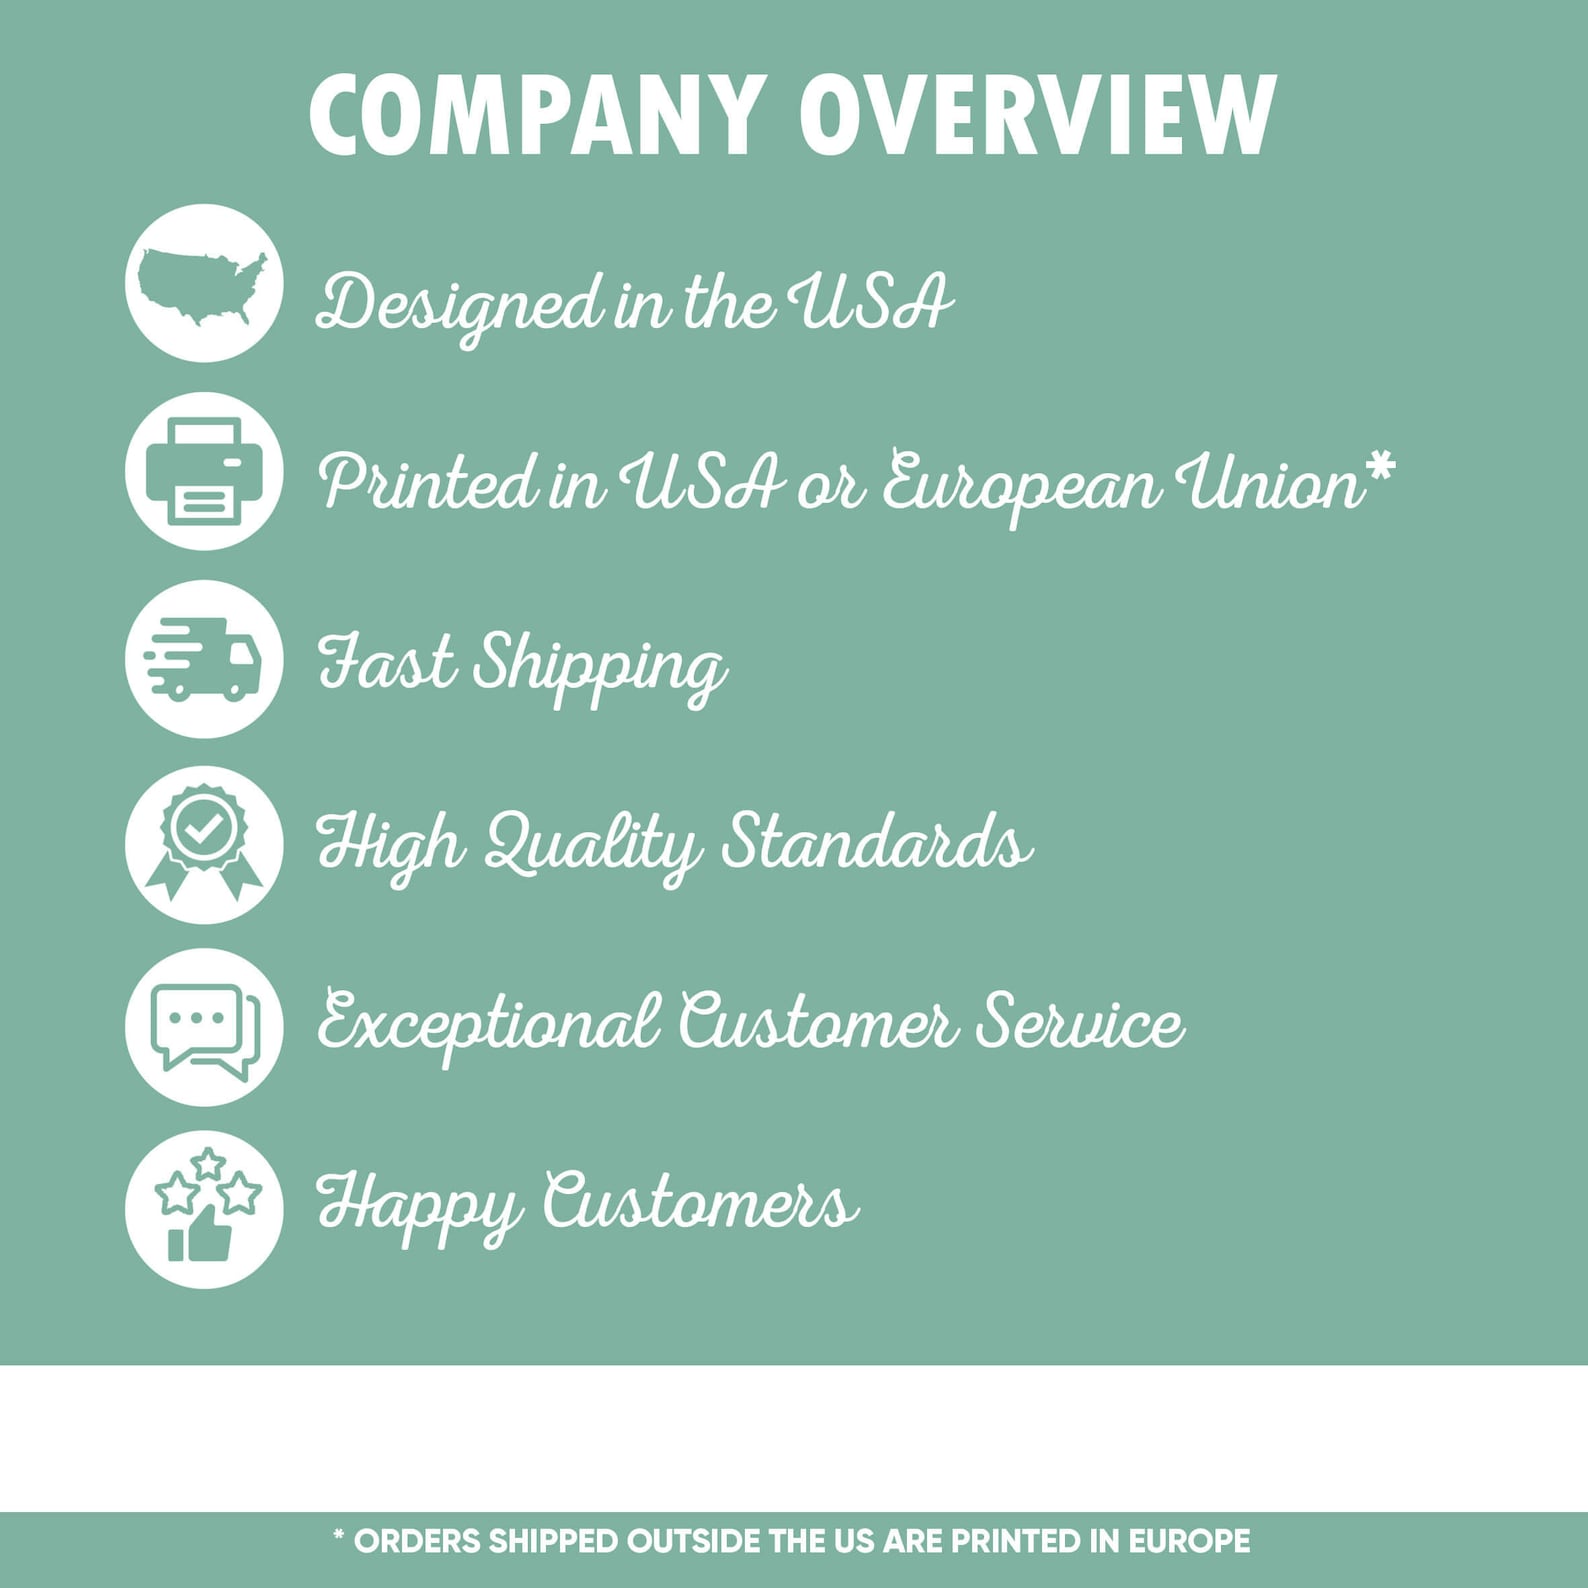 COMPANY OVERVIEW
Designed in the USA
Printed in USA or European Union*
Fast Shipping
High Quality Standards
Exceptional Customer Service
Happy Customers
* ORDERS SHIPPED OUTSIDE THE US ARE PRINTED IN EUROPE